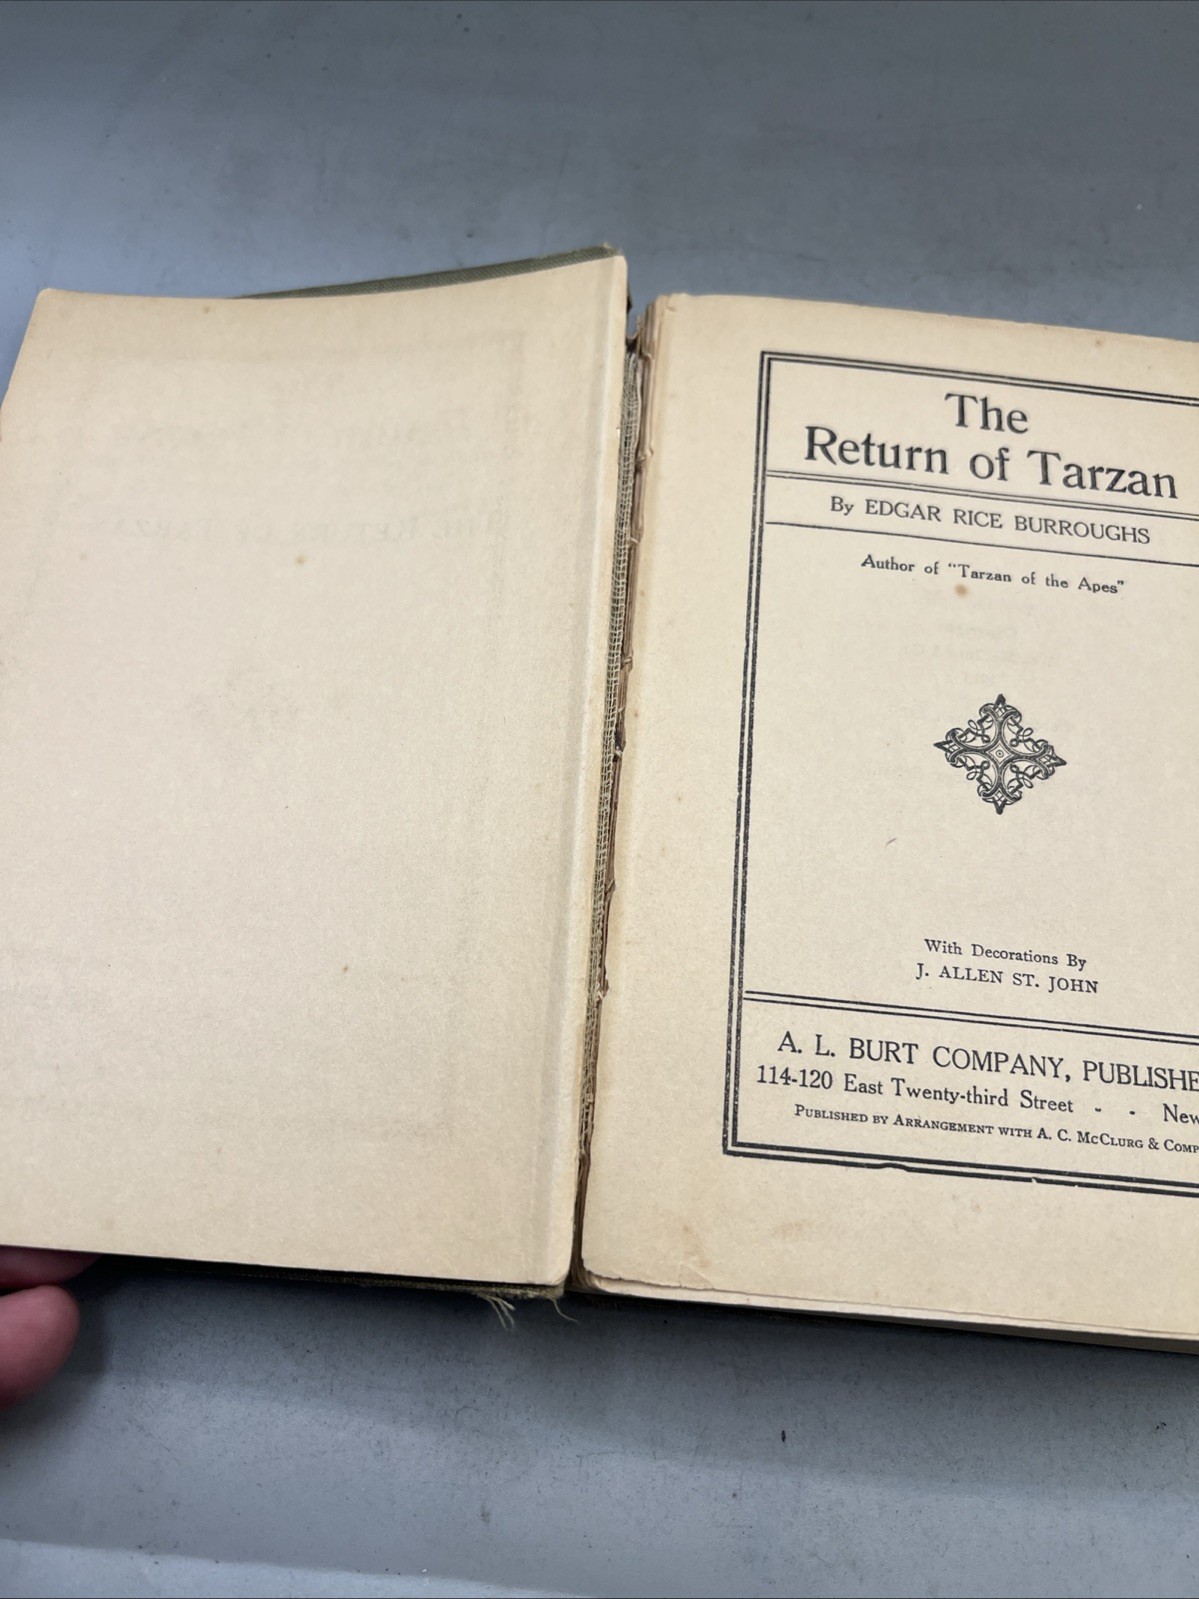 The
Return of Tarzan
By EDGAR RICE BURROUGHS
Author of "Tarzan of the Apes"
With Decorations By
J. ALLEN ST. JOHN
A. L. BURT COMPANY, PUBLISHE
114-120 East Twenty-third Street - - New
PUBLISHED BY ARRANGEMENT WITH A. C. MCCLURG & COMP